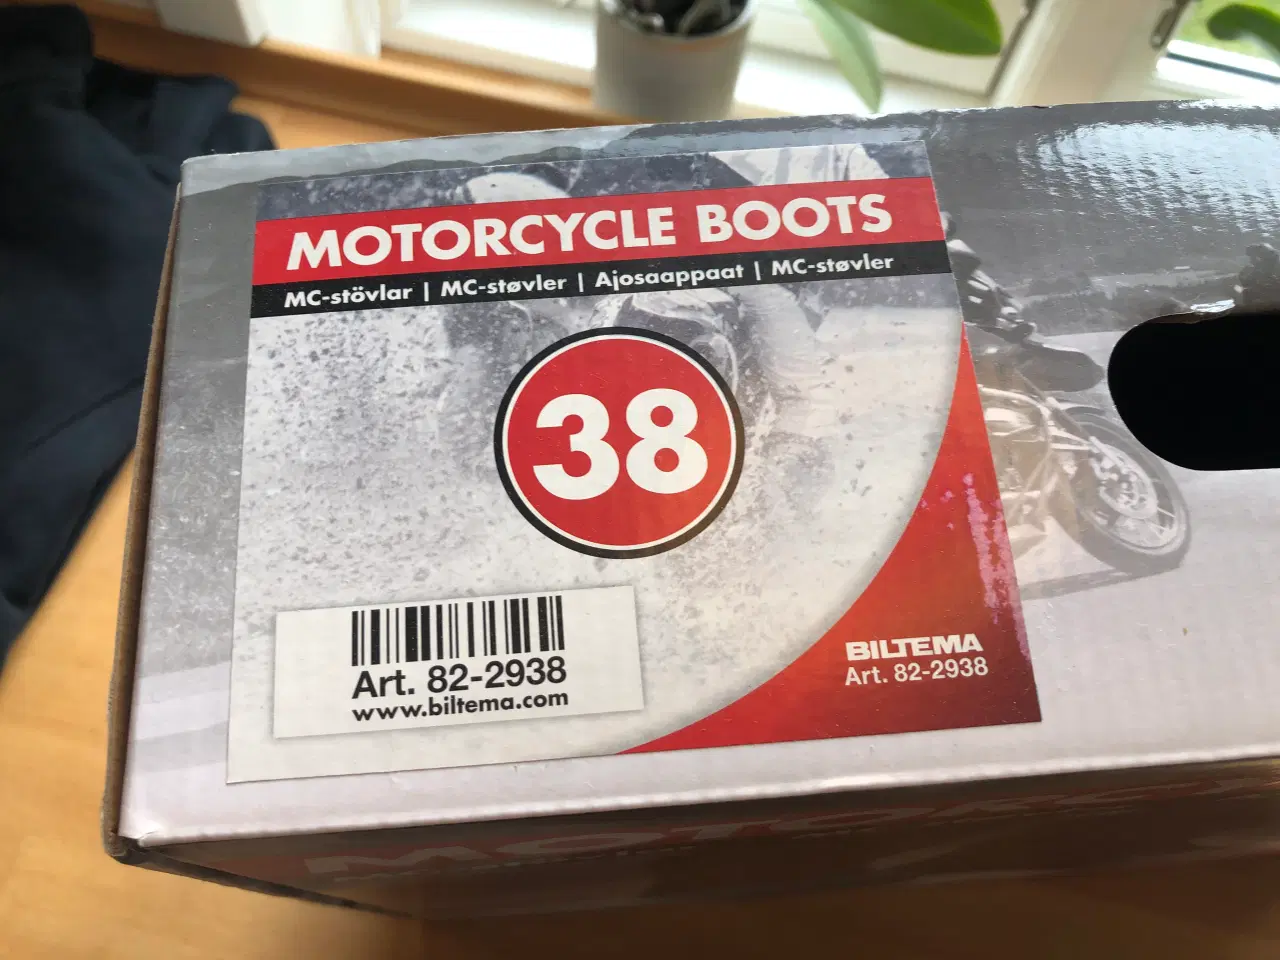 MOTORCYCLE BOOTS
MC-stövlar | MC-støvler | Ajosaappaat | MC-støvler
38
Art. 82-2938
www.biltema.com
BILTEMA
Art. 82-2938
MOTORCY